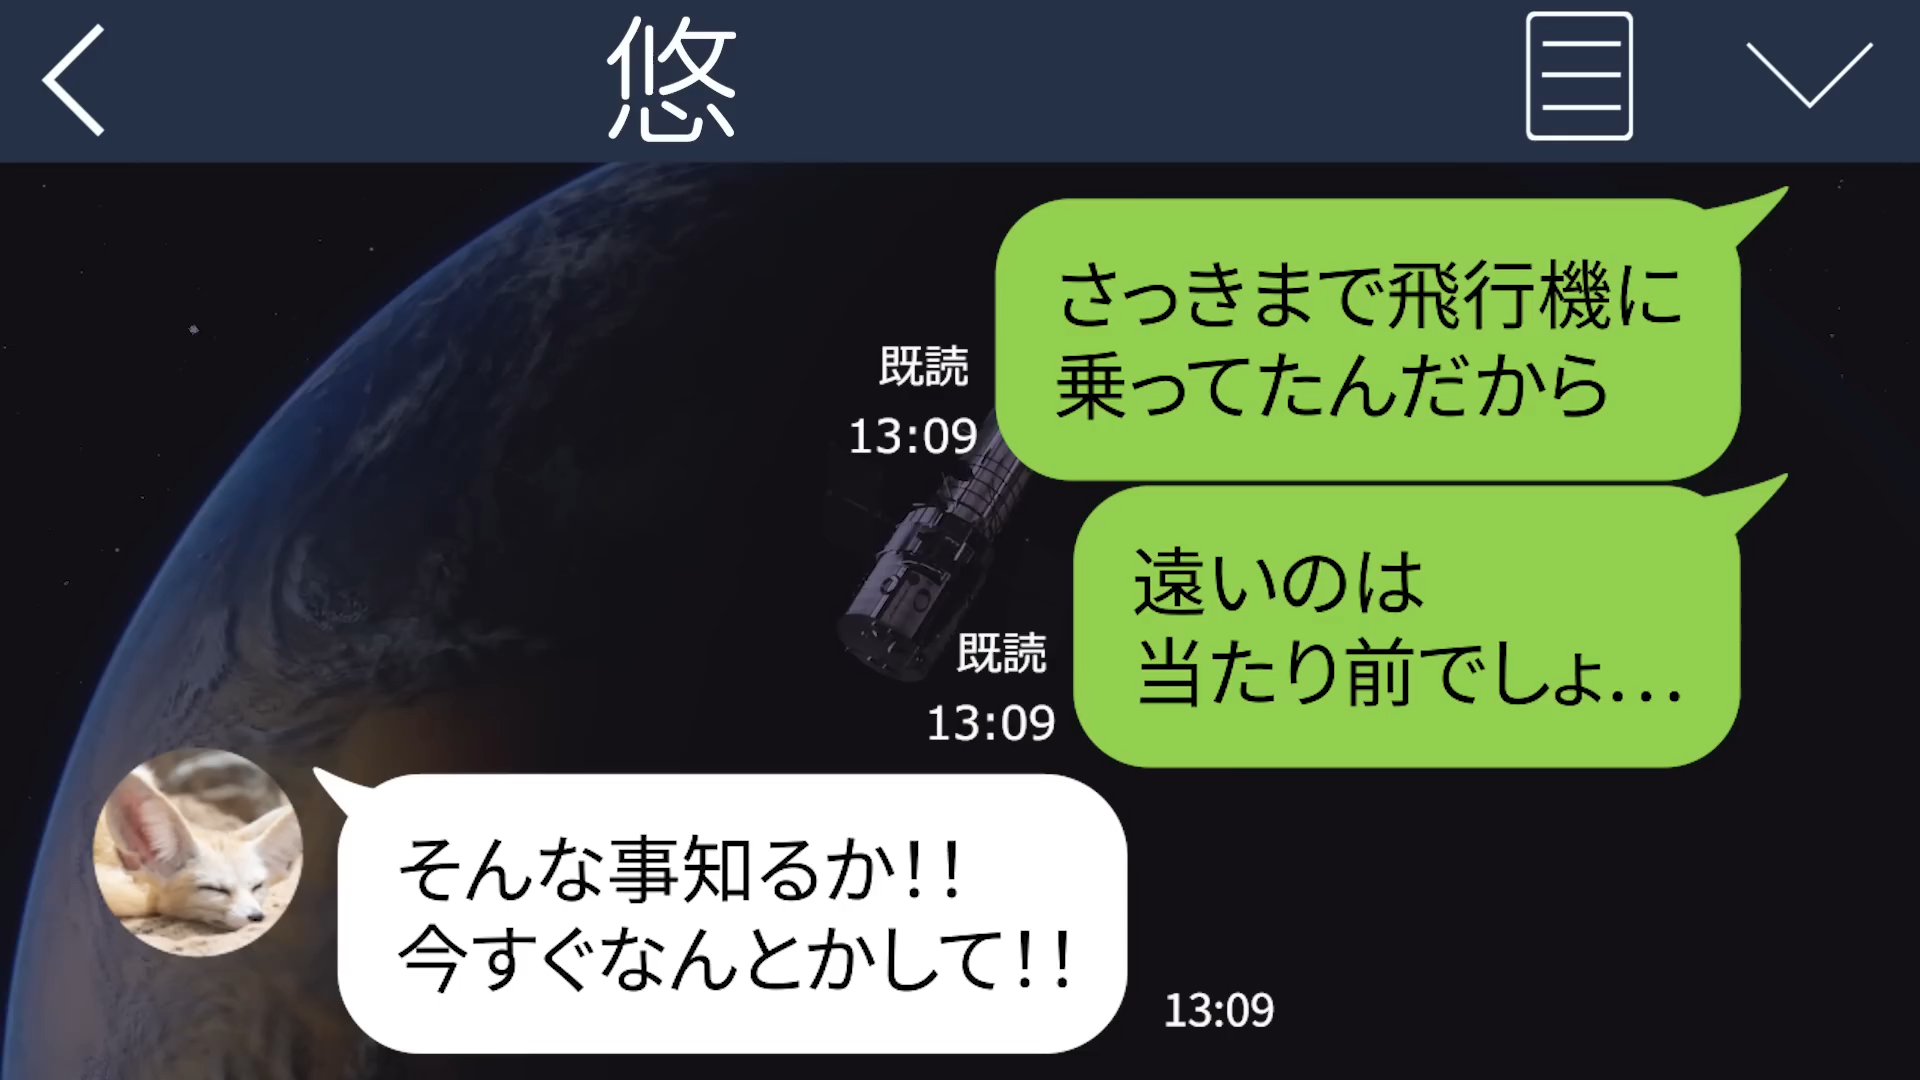 悠
さっきまで飛行機に
乗ってたんだから
既読
13:09
遠いのは
当たり前でしょ…
既読
13:09
そんな事知るか！！
今すぐなんとかして！！
13:09